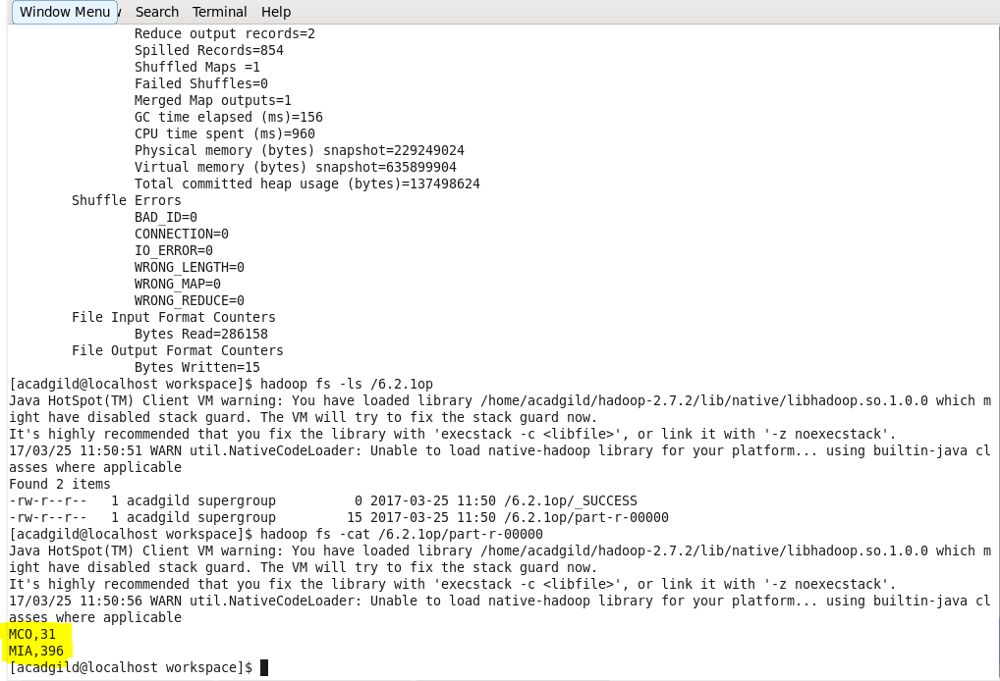 Window Menu Search Terminal Help
Reduce output records=2
Spilled Records=854
Shuffled Maps =1
Failed Shuffles=0
Merged Map outputs=1
GC time elapsed (ms)=156
CPU time spent (ms)=960
Physical memory (bytes) snapshot=229249024
Virtual memory (bytes) snapshot=635899904
Total committed heap usage (bytes)=137498624
Shuffle Errors
BAD_ID=0
CONNECTION=0
IO_ERROR=0
WRONG_LENGTH=0
WRONG_MAP=0
WRONG_REDUCE=0
File Input Format Counters
Bytes Read=286158
File Output Format Counters
Bytes Written=15
[acadgild@localhost workspace]$ hadoop fs -ls /6.2.1op
Java HotSpot(TM) Client VM warning: You have loaded library /home/acadgild/hadoop-2.7.2/lib/native/libhadoop.so.1.0.0 which m
ight have disabled stack guard. The VM will try to fix the stack guard now.
It's highly recommended that you fix the library with 'execstack -c <libfile>', or link it with '-z noexecstack'.
17/03/25 11:50:51 WARN util.NativeCodeLoader: Unable to load native-hadoop library for your platform... using builtin-java cl
asses where applicable
Found 2 items
-rw-r--r--   1 acadgild supergroup          0 2017-03-25 11:50 /6.2.1op/_SUCCESS
-rw-r--r--   1 acadgild supergroup         15 2017-03-25 11:50 /6.2.1op/part-r-00000
[acadgild@localhost workspace]$ hadoop fs -cat /6.2.1op/part-r-00000
Java HotSpot(TM) Client VM warning: You have loaded library /home/acadgild/hadoop-2.7.2/lib/native/libhadoop.so.1.0.0 which m
ight have disabled stack guard. The VM will try to fix the stack guard now.
It's highly recommended that you fix the library with 'execstack -c <libfile>', or link it with '-z noexecstack'.
17/03/25 11:50:56 WARN util.NativeCodeLoader: Unable to load native-hadoop library for your platform... using builtin-java cl
asses where applicable
MCO,31
MIA,396
[acadgild@localhost workspace]$